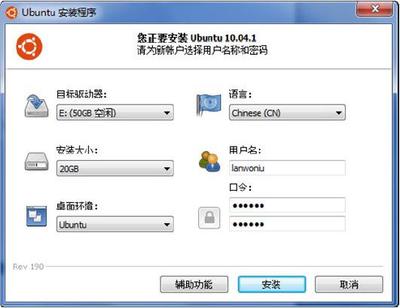 Ubuntu 安装程序
您正要安装 Ubuntu 10.04.1
请为新帐户选择用户名称和密码
目标驱动器:
E: (50GB 空闲)
语言:
Chinese (CN)
安装大小:
20GB
用户名:
lanwoniu
口令:
桌面环境:
Ubuntu
Rev 190
辅助功能
安装
取消